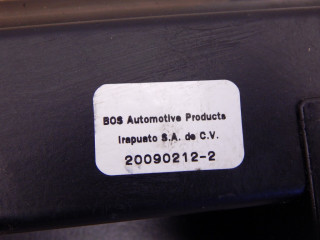 BOS Automotive Products
Irapuato S.A. de C.V.
20090212-2